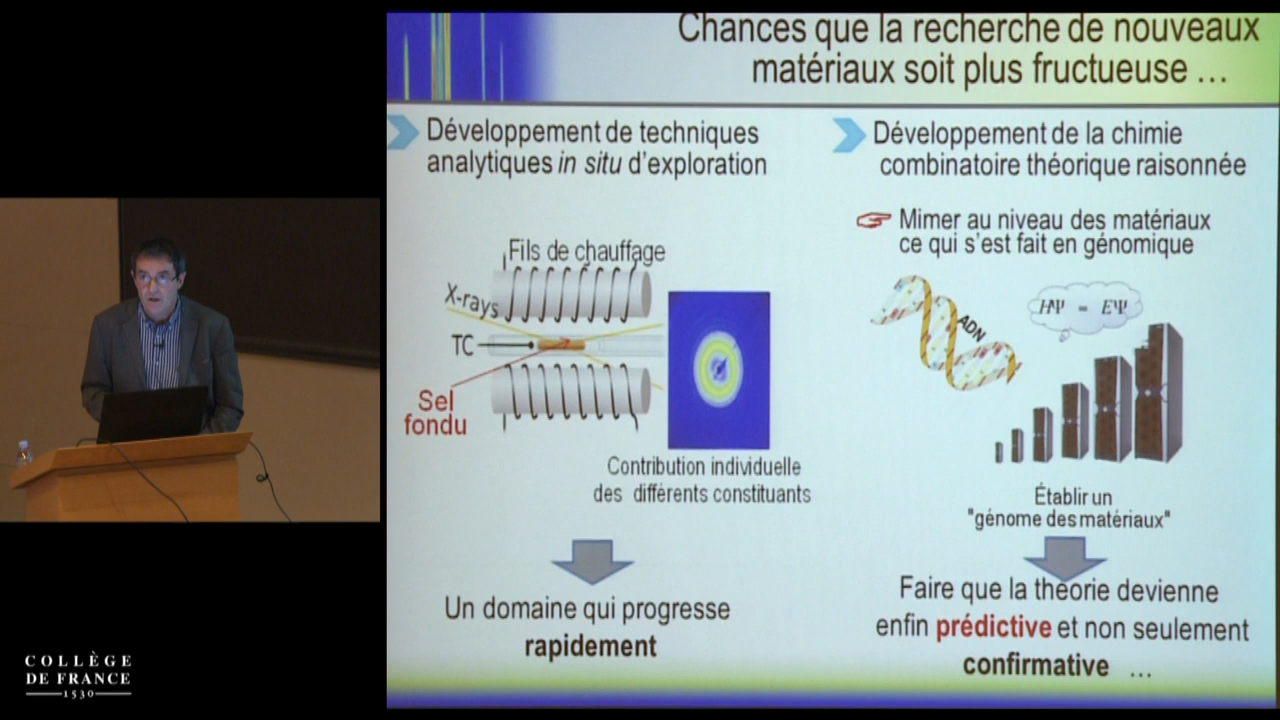 Chances que la recherche de nouveaux
matériaux soit plus fructueuse ...
Développement de techniques
analytiques in situ d'exploration
Fils de chauffage
X-rays
TC
Sel
fondu
Contribution individuelle
des différents constituants
Un domaine qui progresse
rapidement
Développement de la chimie
combinatoire théorique raisonnée
Mimer au niveau des matériaux
ce qui s'est fait en génomique
ADN
HΨ = EΨ
Établir un
"génome des matériaux"
Faire que la théorie devienne
enfin prédictive et non seulement
confirmative ...
COLLÈGE
DE FRANCE
1530